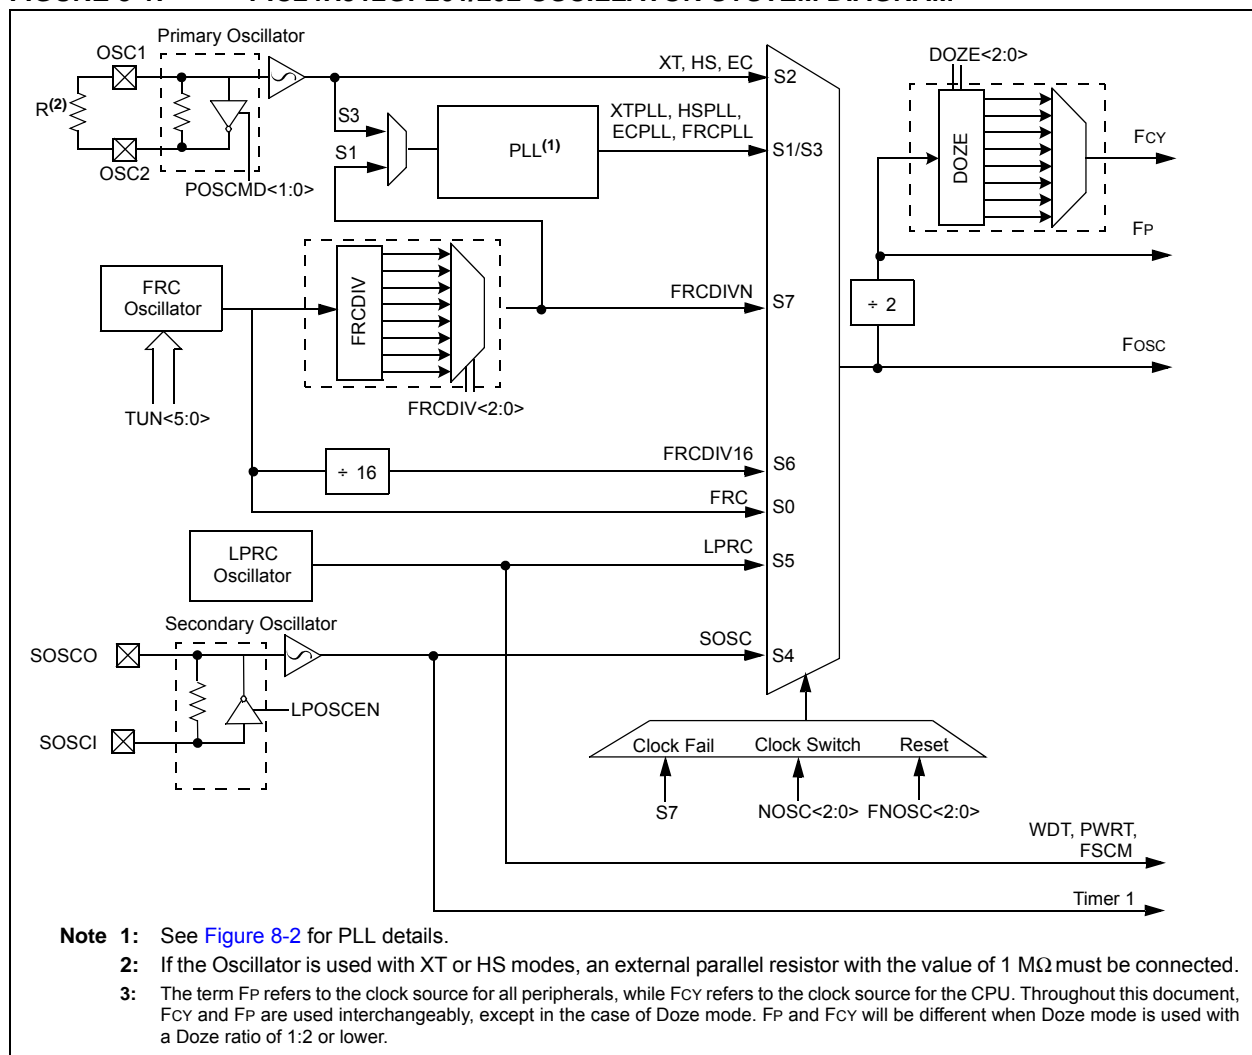 Primary Oscillator
OSC1
R(2)
OSC2
POSCMD<1:0>
S3
S1
PLL(1)
XT, HS, EC
XTPLL, HSPLL,
ECPLL, FRCPLL
S2
S1/S3
DOZE<2:0>
DOZE
FCY
FP
÷ 2
FOSC
FRC
Oscillator
TUN<5:0>
FRCDIV
FRCDIV<2:0>
FRCDIVN
S7
÷ 16
FRCDIV16
S6
FRC
S0
LPRC
Oscillator
LPRC
S5
Secondary Oscillator
SOSCO
SOSCI
LPOSCEN
SOSC
S4
Clock Fail
Clock Switch
Reset
S7
NOSC<2:0>
FNOSC<2:0>
WDT, PWRT,
FSCM
Timer 1
Note 1: See Figure 8-2 for PLL details.
2: If the Oscillator is used with XT or HS modes, an external parallel resistor with the value of 1 MΩ must be connected.
3: The term FP refers to the clock source for all peripherals, while FCY refers to the clock source for the CPU. Throughout this document,
FCY and FP are used interchangeably, except in the case of Doze mode. FP and FCY will be different when Doze mode is used with
a Doze ratio of 1:2 or lower.